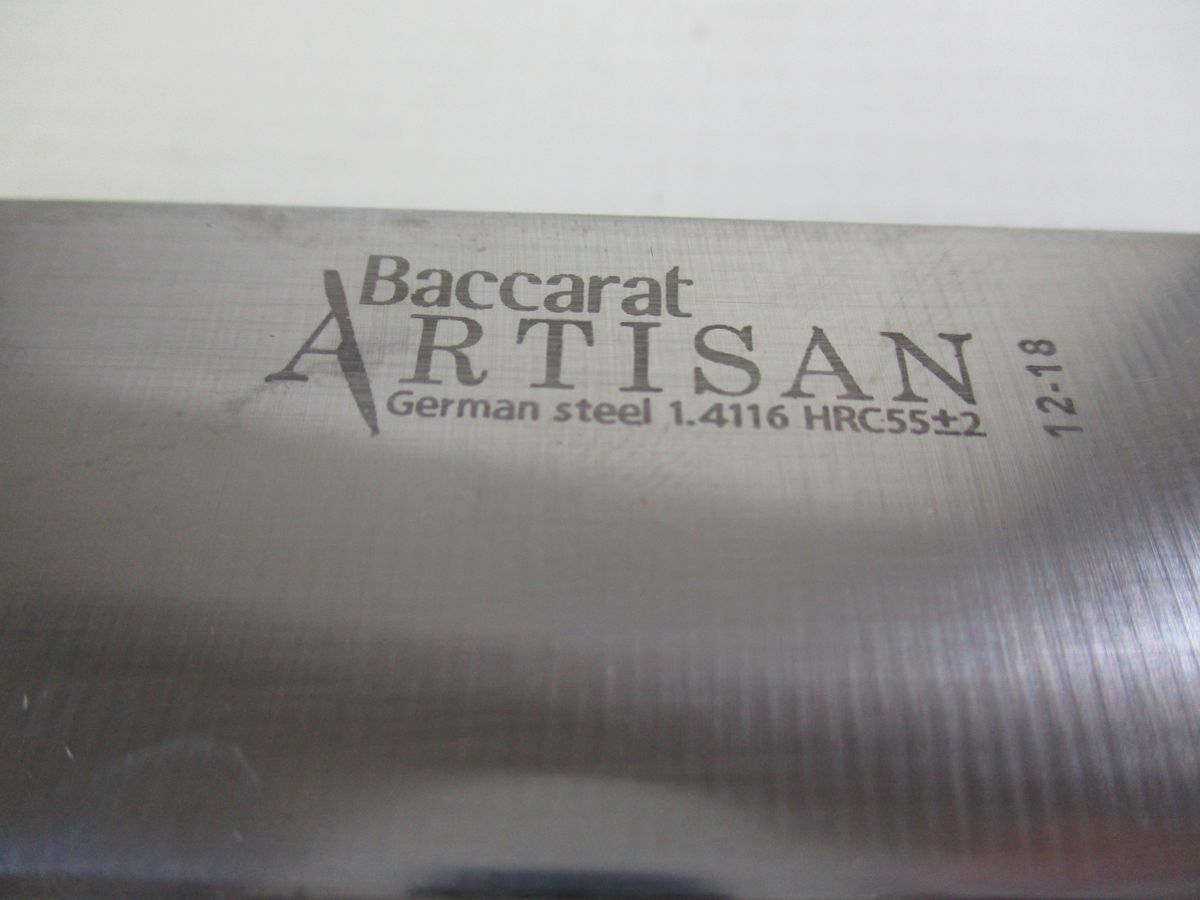 Baccarat
ARTISAN
German steel 1.4116 HRC55±2
12-18